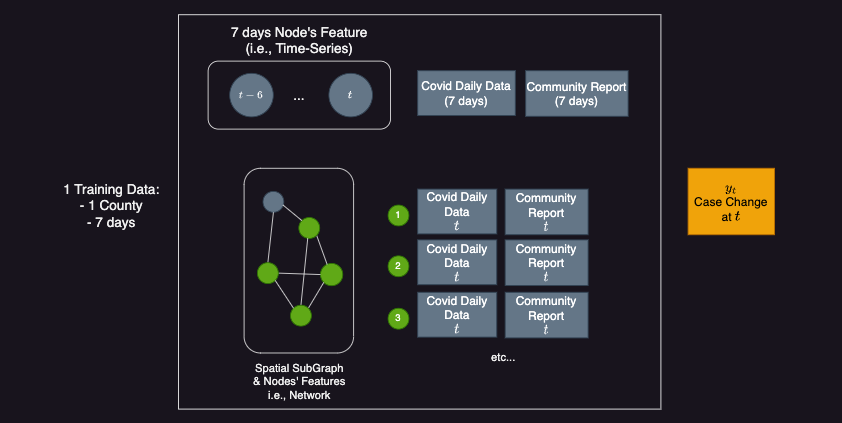 7 days Node's Feature
(i.e., Time-Series)
t − 6
...
t
Covid Daily Data
(7 days)
Community Report
(7 days)
1 Training Data:
- 1 County
- 7 days
1
Covid Daily
Data
t
Community
Report
t
2
Covid Daily
Data
t
Community
Report
t
3
Covid Daily
Data
t
Community
Report
t
etc...
Spatial SubGraph
& Nodes' Features
i.e., Network
yₜ
Case Change
at t